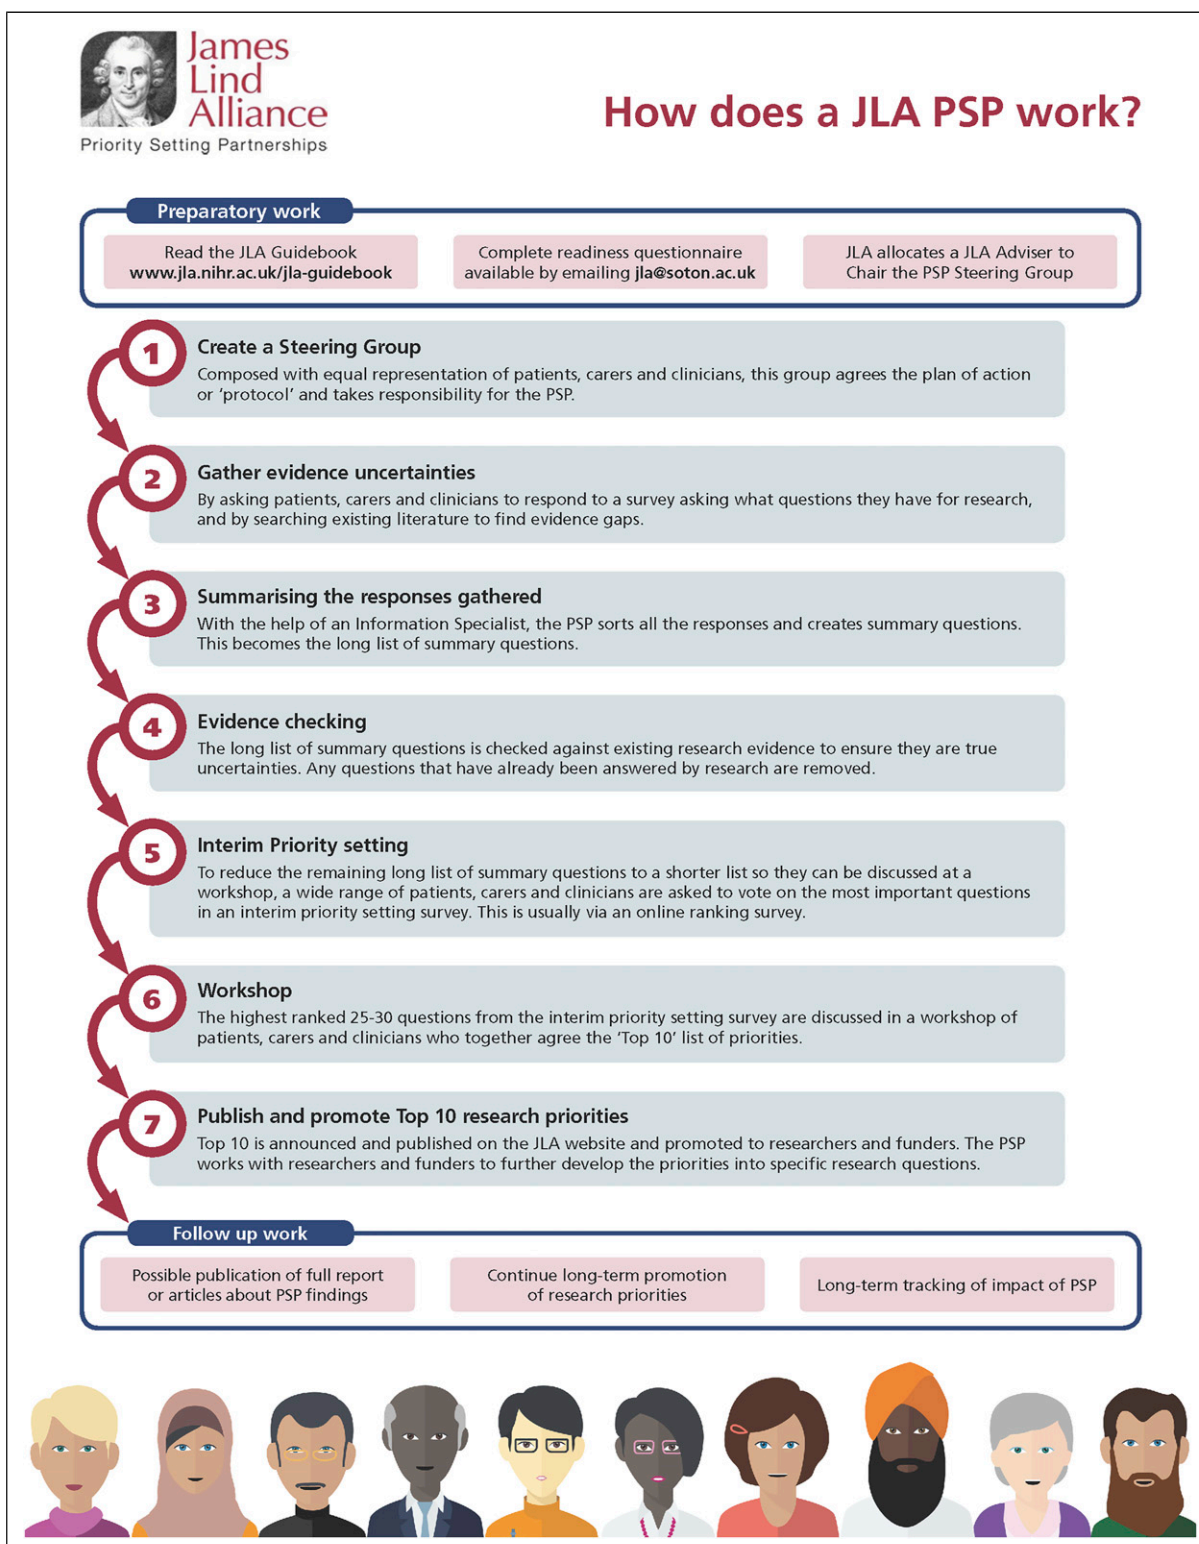 James
Lind
Alliance
Priority Setting Partnerships
How does a JLA PSP work?
Preparatory work
Read the JLA Guidebook
www.jla.nihr.ac.uk/jla-guidebook
Complete readiness questionnaire
available by emailing jla@soton.ac.uk
JLA allocates a JLA Adviser to
Chair the PSP Steering Group
1
Create a Steering Group
Composed with equal representation of patients, carers and clinicians, this group agrees the plan of action
or ‘protocol’ and takes responsibility for the PSP.
2
Gather evidence uncertainties
By asking patients, carers and clinicians to respond to a survey asking what questions they have for research,
and by searching existing literature to find evidence gaps.
3
Summarising the responses gathered
With the help of an Information Specialist, the PSP sorts all the responses and creates summary questions.
This becomes the long list of summary questions.
4
Evidence checking
The long list of summary questions is checked against existing research evidence to ensure they are true
uncertainties. Any questions that have already been answered by research are removed.
5
Interim Priority setting
To reduce the remaining long list of summary questions to a shorter list so they can be discussed at a
workshop, a wide range of patients, carers and clinicians are asked to vote on the most important questions
in an interim priority setting survey. This is usually via an online ranking survey.
6
Workshop
The highest ranked 25-30 questions from the interim priority setting survey are discussed in a workshop of
patients, carers and clinicians who together agree the ‘Top 10’ list of priorities.
7
Publish and promote Top 10 research priorities
Top 10 is announced and published on the JLA website and promoted to researchers and funders. The PSP
works with researchers and funders to further develop the priorities into specific research questions.
Follow up work
Possible publication of full report
or articles about PSP findings
Continue long-term promotion
of research priorities
Long-term tracking of impact of PSP